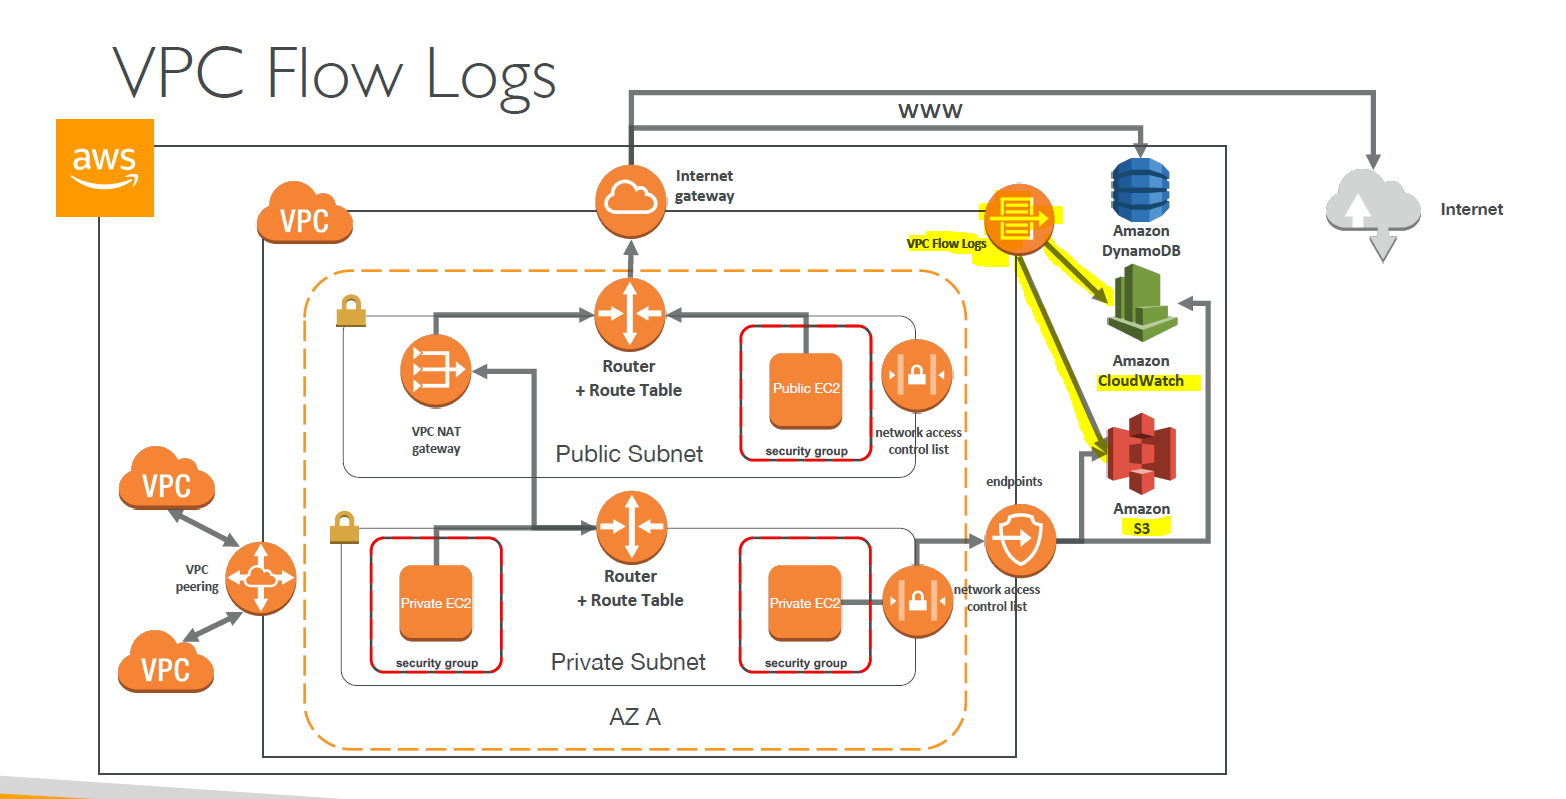 VPC Flow Logs
www
aws
Internet
gateway
VPC
Amazon
DynamoDB
Internet
VPC Flow Logs
Amazon
CloudWatch
Router
+ Route Table
Public EC2
security group
VPC NAT
gateway
network access
control list
Public Subnet
endpoints
Amazon
S3
VPC
VPC
peering
VPC
Router
+ Route Table
Private EC2
security group
Private EC2
security group
network access
control list
Private Subnet
AZ A